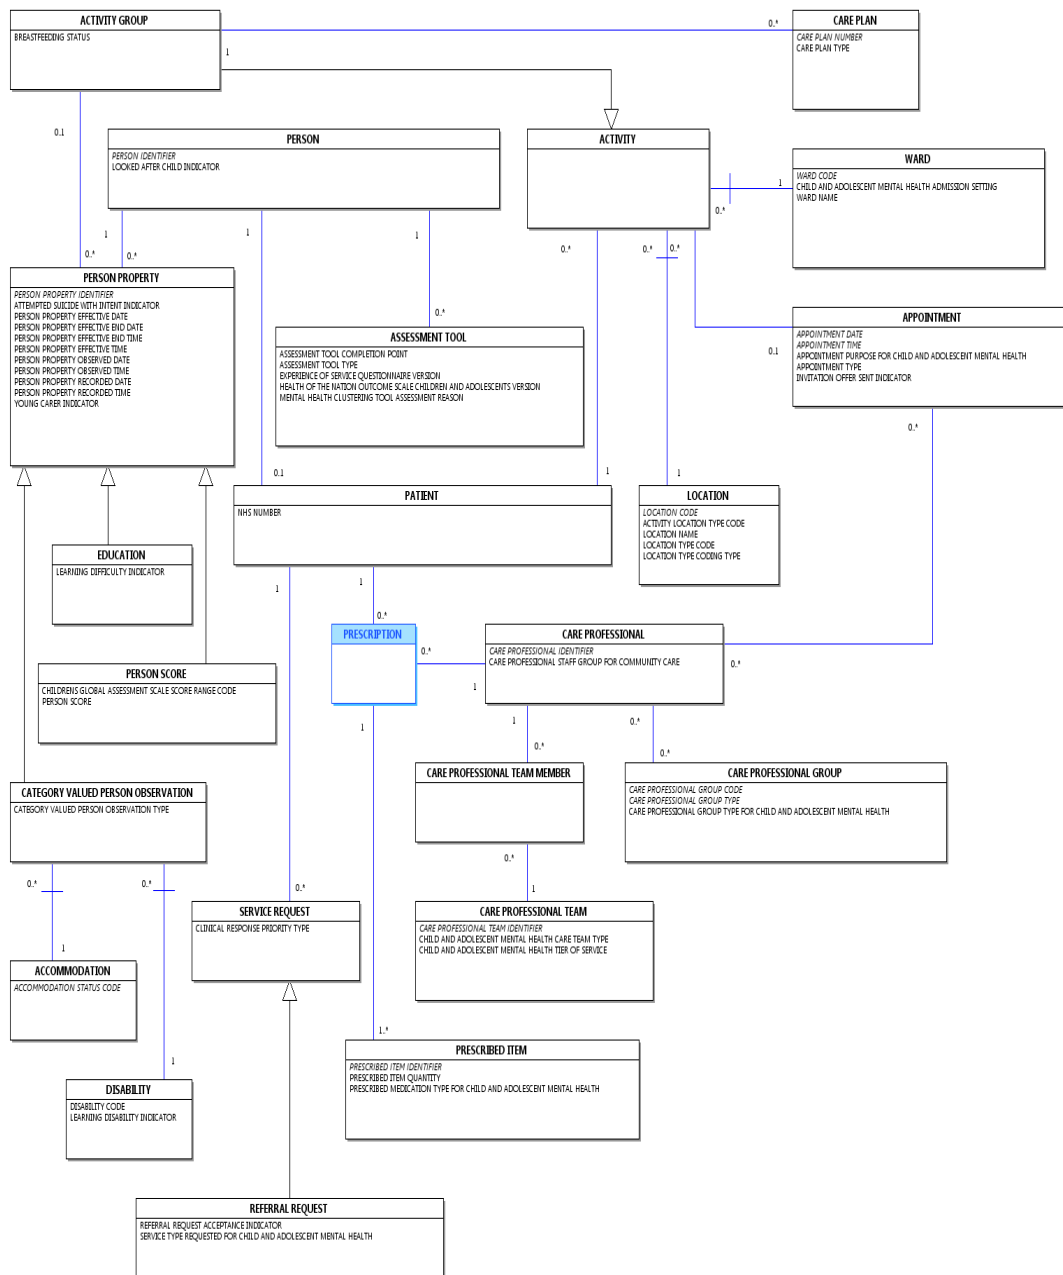 ACTIVITY GROUP
BREASTFEEDING STATUS
0..*
CARE PLAN
CARE PLAN NUMBER
CARE PLAN TYPE
1
0..1
PERSON
PERSON IDENTIFIER
LOOKED AFTER CHILD INDICATOR
ACTIVITY
WARD
WARD CODE
CHILD AND ADOLESCENT MENTAL HEALTH ADMISSION SETTING
WARD NAME
1
0..*
1
0..*
0..*
1
1
0..*
0..*
0..*
PERSON PROPERTY
PERSON PROPERTY IDENTIFIER
ATTEMPTED SUICIDE WITH INTENT INDICATOR
PERSON PROPERTY EFFECTIVE DATE
PERSON PROPERTY EFFECTIVE END DATE
PERSON PROPERTY EFFECTIVE END TIME
PERSON PROPERTY EFFECTIVE TIME
PERSON PROPERTY OBSERVED DATE
PERSON PROPERTY OBSERVED TIME
PERSON PROPERTY RECORDED DATE
PERSON PROPERTY RECORDED TIME
YOUNG CARER INDICATOR
0..*
ASSESSMENT TOOL
ASSESSMENT TOOL COMPLETION POINT
ASSESSMENT TOOL TYPE
EXPERIENCE OF SERVICE QUESTIONNAIRE VERSION
HEALTH OF THE NATION OUTCOME SCALE CHILDREN AND ADOLESCENTS VERSION
MENTAL HEALTH CLUSTERING TOOL ASSESSMENT REASON
APPOINTMENT
APPOINTMENT DATE
APPOINTMENT TIME
APPOINTMENT PURPOSE FOR CHILD AND ADOLESCENT MENTAL HEALTH
APPOINTMENT TYPE
INVITATION OFFER SENT INDICATOR
0..1
0..*
0..1
1
1
PATIENT
NHS NUMBER
LOCATION
LOCATION CODE
ACTIVITY LOCATION TYPE CODE
LOCATION NAME
LOCATION TYPE CODE
LOCATION TYPE CODING TYPE
EDUCATION
LEARNING DIFFICULTY INDICATOR
1
1
0..*
PRESCRIPTION
0..*
CARE PROFESSIONAL
CARE PROFESSIONAL IDENTIFIER
CARE PROFESSIONAL STAFF GROUP FOR COMMUNITY CARE
0..*
1
PERSON SCORE
CHILDRENS GLOBAL ASSESSMENT SCALE SCORE RANGE CODE
PERSON SCORE
1
1
0..*
0..*
0..*
CATEGORY VALUED PERSON OBSERVATION
CATEGORY VALUED PERSON OBSERVATION TYPE
CARE PROFESSIONAL TEAM MEMBER
CARE PROFESSIONAL GROUP
CARE PROFESSIONAL GROUP CODE
CARE PROFESSIONAL GROUP TYPE
CARE PROFESSIONAL GROUP TYPE FOR CHILD AND ADOLESCENT MENTAL HEALTH
0..*
0..*
0..*
0..*
1
SERVICE REQUEST
CLINICAL RESPONSE PRIORITY TYPE
CARE PROFESSIONAL TEAM
CARE PROFESSIONAL TEAM IDENTIFIER
CHILD AND ADOLESCENT MENTAL HEALTH CARE TEAM TYPE
CHILD AND ADOLESCENT MENTAL HEALTH TIER OF SERVICE
1
ACCOMMODATION
ACCOMMODATION STATUS CODE
1..*
PRESCRIBED ITEM
PRESCRIBED ITEM IDENTIFIER
PRESCRIBED ITEM QUANTITY
PRESCRIBED MEDICATION TYPE FOR CHILD AND ADOLESCENT MENTAL HEALTH
1
DISABILITY
DISABILITY CODE
LEARNING DISABILITY INDICATOR
REFERRAL REQUEST
REFERRAL REQUEST ACCEPTANCE INDICATOR
SERVICE TYPE REQUESTED FOR CHILD AND ADOLESCENT MENTAL HEALTH